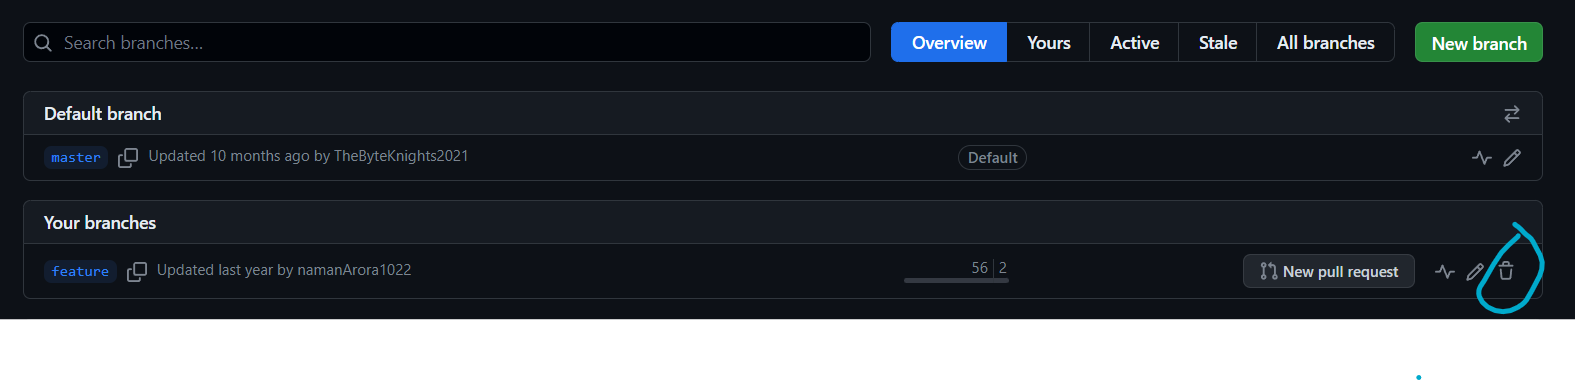 Search branches...
Overview Yours Active Stale All branches New branch
Default branch
master Updated 10 months ago by TheByteKnights2021 Default
Your branches
feature Updated last year by namanArora1022 56 2 New pull request